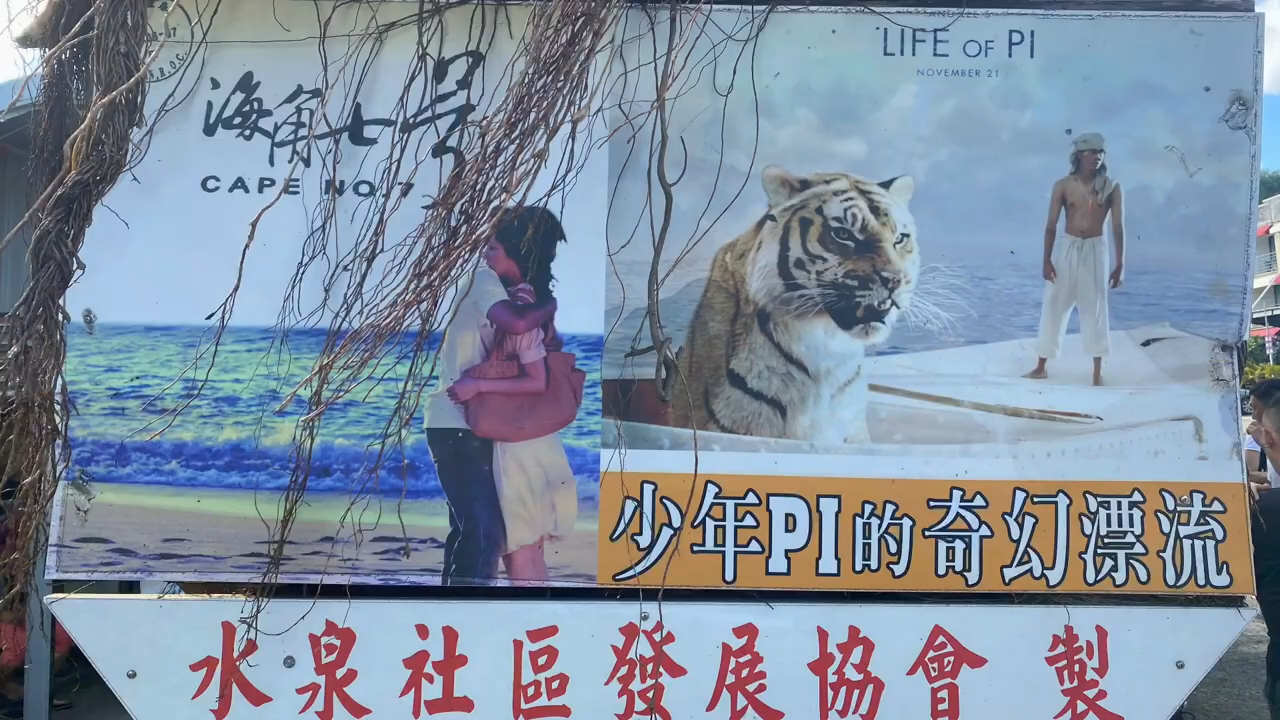 海角七号
CAPE NO.7
LIFE OF PI
NOVEMBER 21
少年PI的奇幻漂流
水泉社區發展協會 製